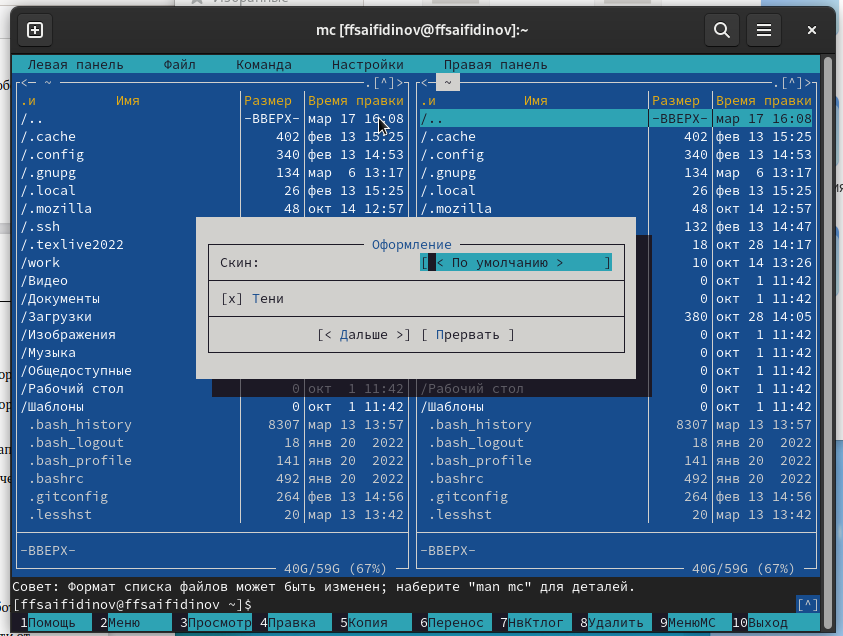 Избранные
mc [ffsaifidinov@ffsaifidinov]:~
Левая панель Файл Команда Настройки Правая панель
<─ ~ .[^]> <─ ~ .[^]>
.и Имя Размер Время правки .и Имя Размер Время правки
/.. -ВВЕРХ- мар 17 16:08 /.. -ВВЕРХ- мар 17 16:08
/.cache 402 фев 13 15:25 /.cache 402 фев 13 15:25
/.config 340 фев 13 14:53 /.config 340 фев 13 14:53
/.gnupg 134 мар 6 13:17 /.gnupg 134 мар 6 13:17
/.local 26 фев 13 15:25 /.local 26 фев 13 15:25
/.mozilla 48 окт 14 12:57 /.mozilla 48 окт 14 12:57
/.ssh 132 фев 13 14:47
/.texlive2022 Оформление 18 окт 28 14:17
/work Скин: [ < По умолчанию > ] 10 окт 14 13:26
/Видео 0 окт 1 11:42
/Документы [x] Тени 0 окт 1 11:42
/Загрузки 380 окт 28 14:05
/Изображения [< Дальше >] [ Прервать ] 0 окт 1 11:42
/Музыка 0 окт 1 11:42
/Общедоступные 0 окт 1 11:42
/Рабочий стол 0 окт 1 11:42 /Рабочий стол 0 окт 1 11:42
/Шаблоны 0 окт 1 11:42 /Шаблоны 0 окт 1 11:42
.bash_history 8307 мар 13 13:57 .bash_history 8307 мар 13 13:57
.bash_logout 18 янв 20 2022 .bash_logout 18 янв 20 2022
.bash_profile 141 янв 20 2022 .bash_profile 141 янв 20 2022
.bashrc 492 янв 20 2022 .bashrc 492 янв 20 2022
.gitconfig 264 фев 13 14:56 .gitconfig 264 фев 13 14:56
.lesshst 20 мар 13 13:42 .lesshst 20 мар 13 13:42
-ВВЕРХ- -ВВЕРХ-
40G/59G (67%) 40G/59G (67%)
Совет: Формат списка файлов может быть изменен; наберите "man mc" для деталей.
[ffsaifidinov@ffsaifidinov ~]$ [^]
1Помощь 2Меню 3Просмотр 4Правка 5Копия 6Перенос 7НвКтлог 8Удалить 9МенюМС 10Выход